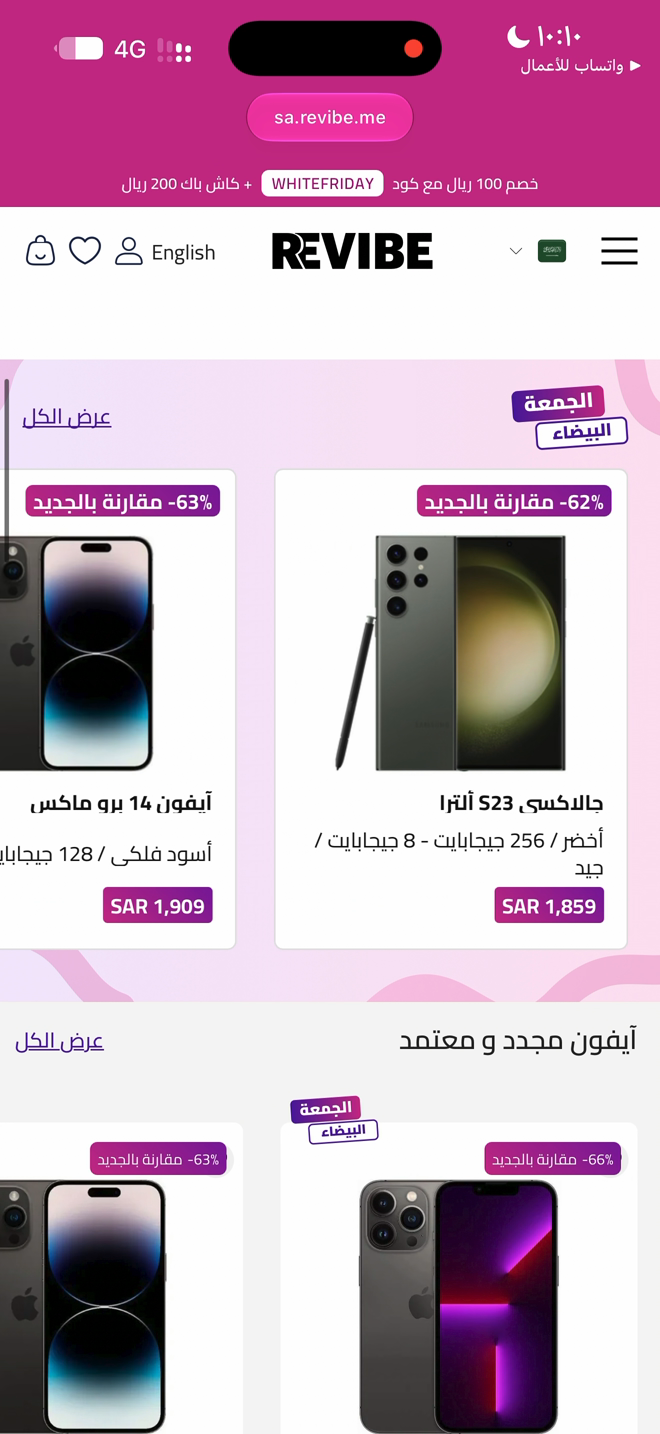 ١٠:١٠
4G
◀ واتساب للأعمال
sa.revibe.me
خصم 100 ريال مع كود WHITEFRIDAY + كاش باك 200 ريال
REVIBE
English
الجمعة
البيضاء
عرض الكل
-62% مقارنة بالجديد
جالاكسي S23 ألترا
أخضر / 256 جيجابايت - 8 جيجابايت /
جيد
SAR 1,859
-63% مقارنة بالجديد
آيفون 14 برو ماكس
أسود فلكي / 128
SAR 1,909
آيفون مجدد و معتمد
عرض الكل
الجمعة
البيضاء
-66% مقارنة بالجديد
-63% مقارنة بالجديد